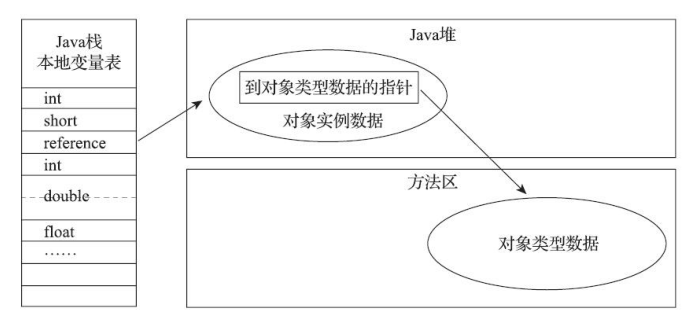 Java栈
本地变量表
int
short
reference
int
double
float
……
Java堆
到对象类型数据的指针
对象实例数据
方法区
对象类型数据